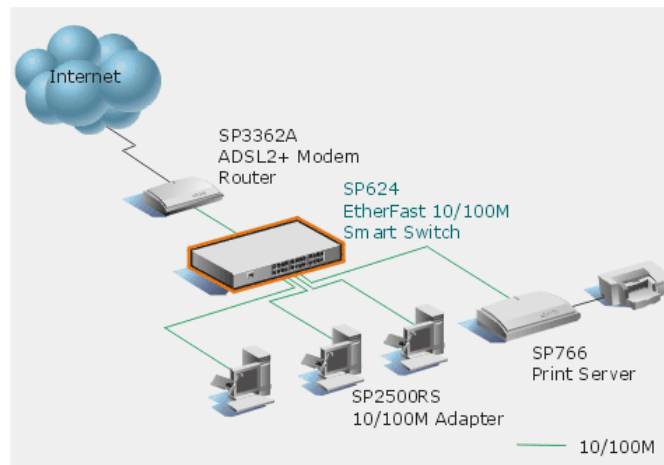 Internet
SP3362A
ADSL2+ Modem
Router
SP624
EtherFast 10/100M
Smart Switch
SP766
Print Server
SP2500RS
10/100M Adapter
10/100M